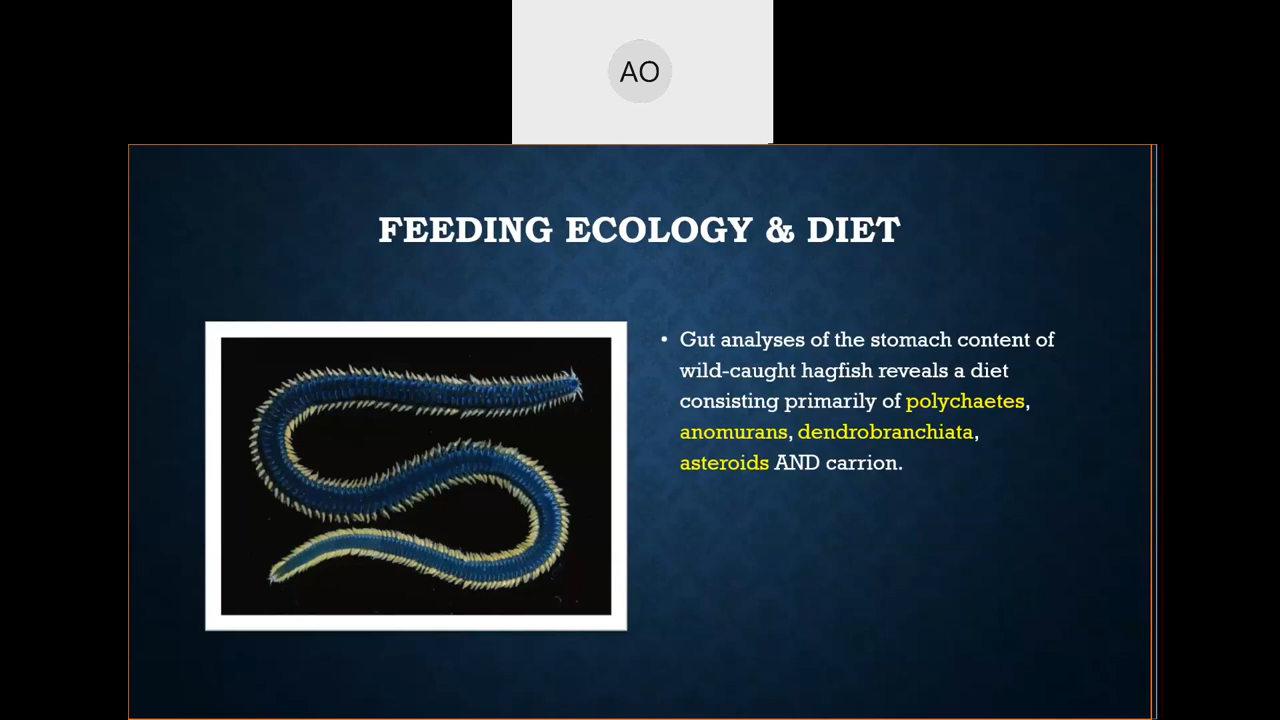 AO
FEEDING ECOLOGY & DIET
• Gut analyses of the stomach content of
wild-caught hagfish reveals a diet
consisting primarily of polychaetes,
anomurans, dendrobranchiata,
asteroids AND carrion.